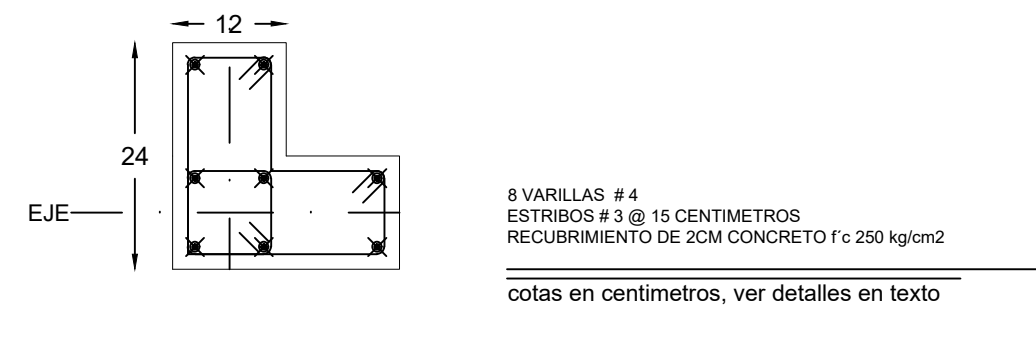 12
24
EJE
8 VARILLAS # 4
ESTRIBOS # 3 @ 15 CENTIMETROS
RECUBRIMIENTO DE 2CM CONCRETO f´c 250 kg/cm2
cotas en centimetros, ver detalles en texto